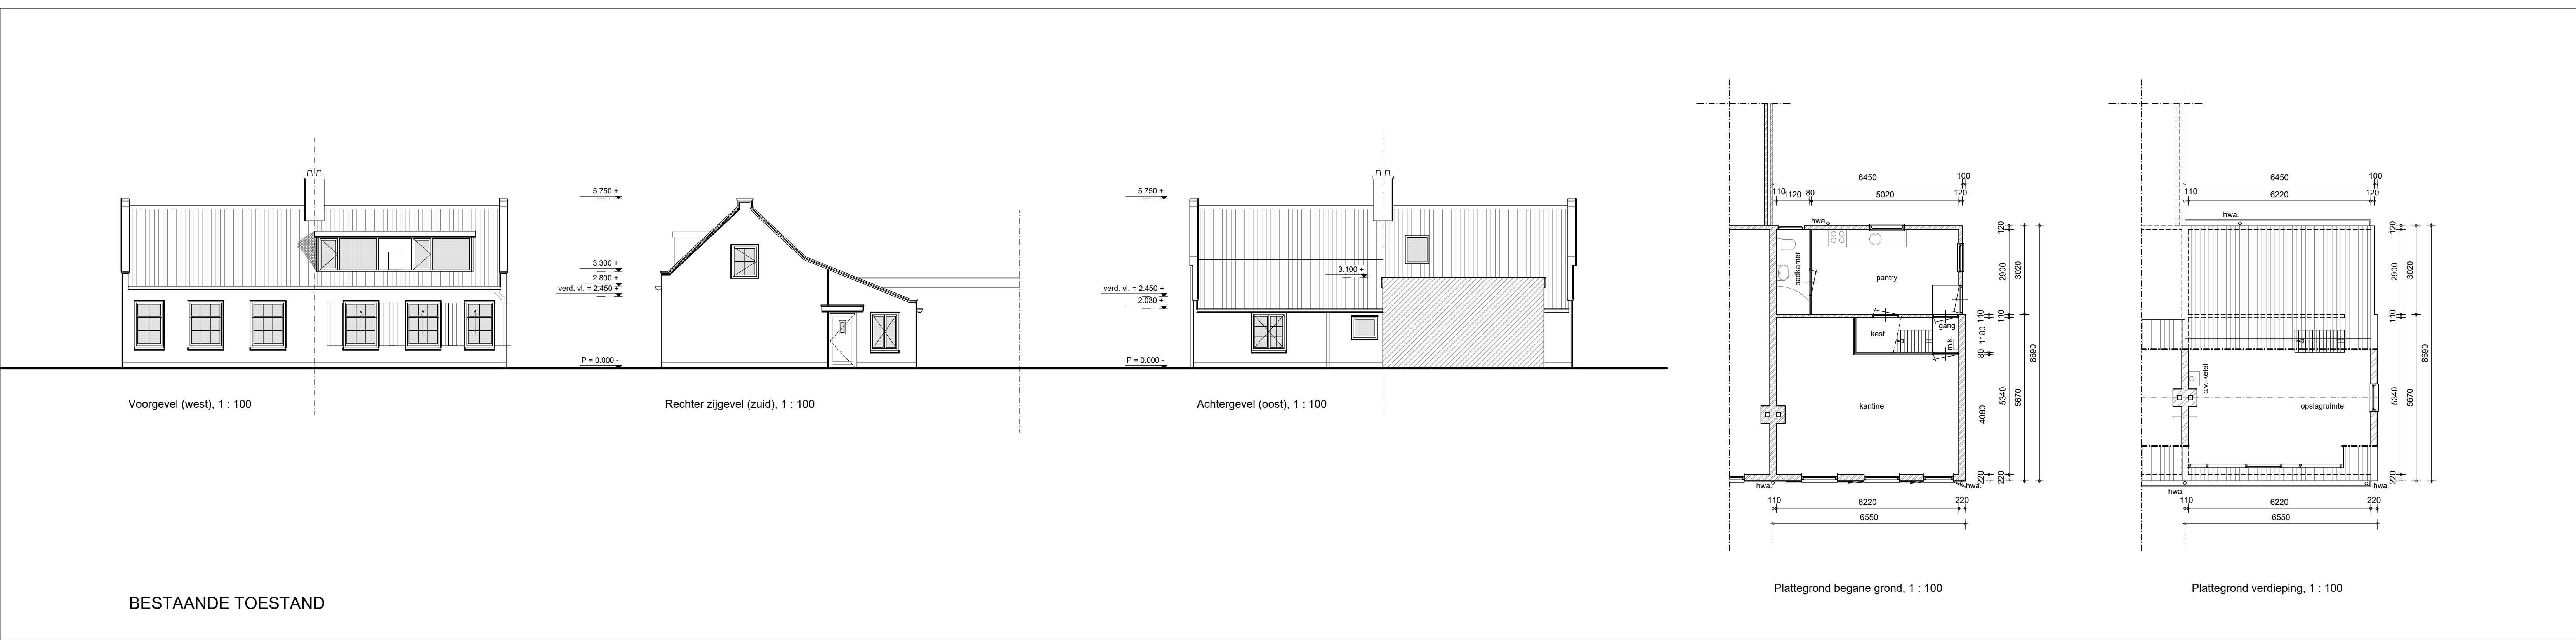 5.750 +
3.300 +
2.800 +
verd. vl. = 2.450 +
P = 0.000 -
Voorgevel (west), 1 : 100
Rechter zijgevel (zuid), 1 : 100
5.750 +
3.100 +
verd. vl. = 2.450 +
2.030 +
P = 0.000 -
Achtergevel (oost), 1 : 100
6450
100
110
1120
80
5020
120
hwa.
badkamer
pantry
kast
gang
m.k.
kantine
hwa.
hwa.
120
2900
3020
110
110
1180
80
8690
5340
5670
4080
220
220
110
6220
220
6550
Plattegrond begane grond, 1 : 100
6450
100
110
6220
120
hwa.
c.v.-ketel
opslagruimte
hwa.
hwa.
120
2900
3020
110
8690
5340
5670
220
110
6220
220
6550
Plattegrond verdieping, 1 : 100
BESTAANDE TOESTAND